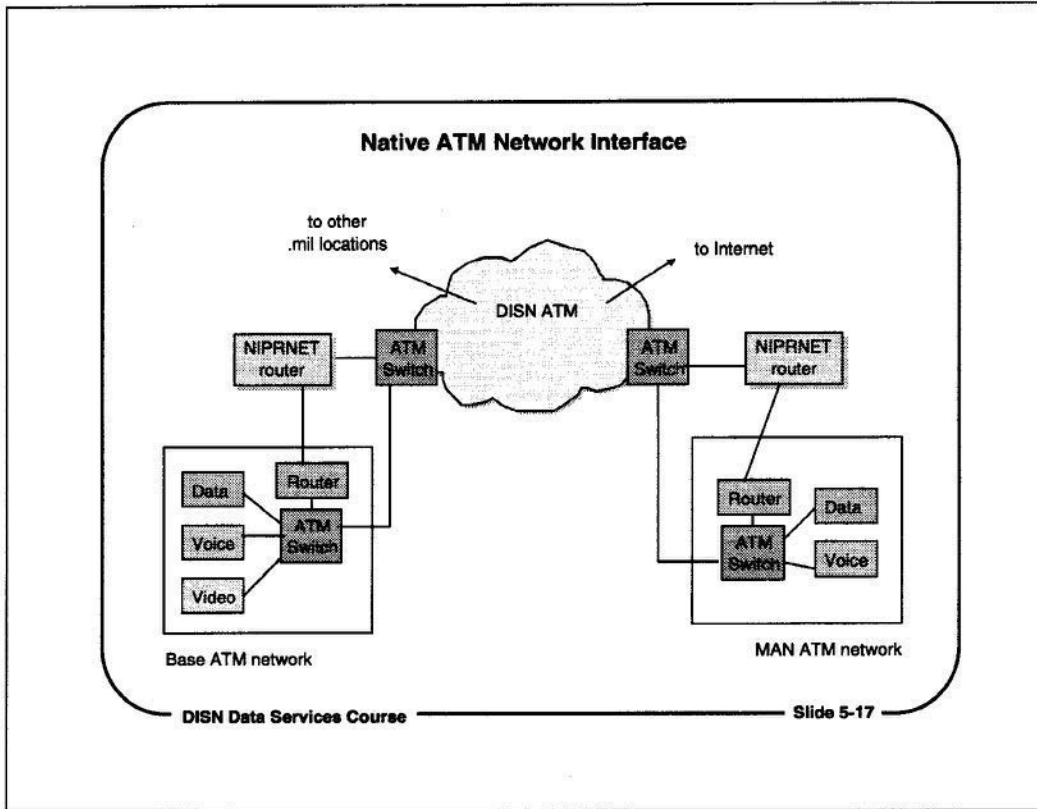 Native ATM Network Interface
to other
.mil locations
to Internet
DISN ATM
NIPRNET
router
ATM
Switch
ATM
Switch
NIPRNET
router
Router
Data
ATM
Switch
Voice
Video
Base ATM network
Router
Data
ATM
Switch
Voice
MAN ATM network
DISN Data Services Course
Slide 5-17